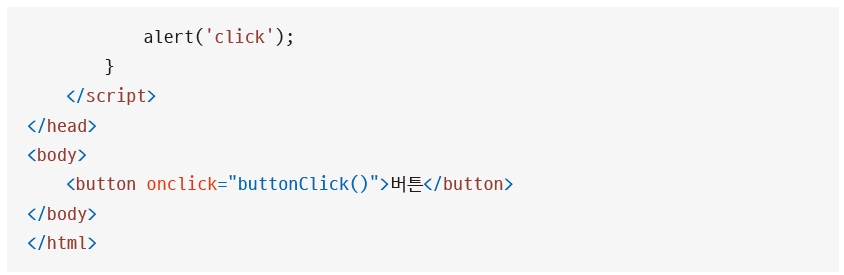 alert('click');
        }
    </script>
</head>
<body>
    <button onclick="buttonClick()">버튼</button>
</body>
</html>